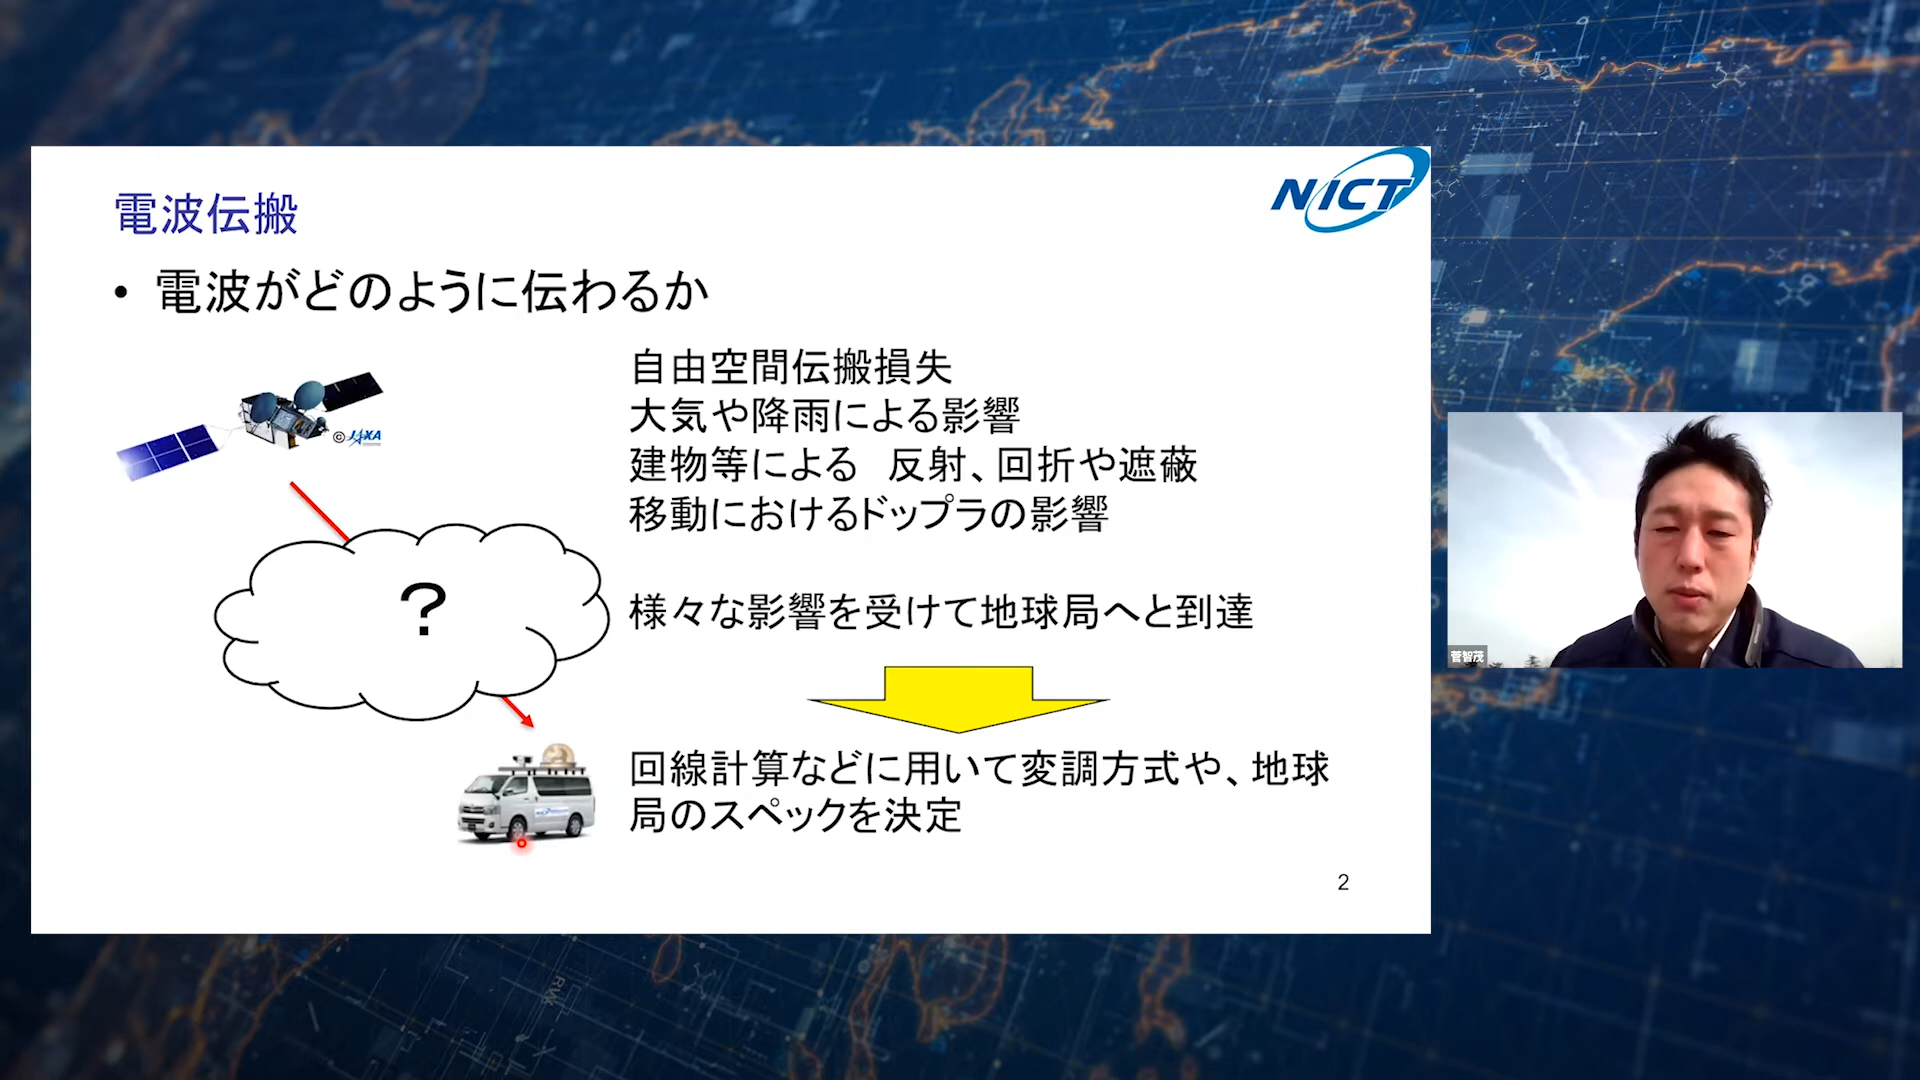 NICT
電波伝搬
• 電波がどのように伝わるか
自由空間伝搬損失
大気や降雨による影響
建物等による 反射、回折や遮蔽
移動におけるドップラの影響
© JAXA
?
様々な影響を受けて地球局へと到達
回線計算などに用いて変調方式や、地球
局のスペックを決定
2
菅智茂